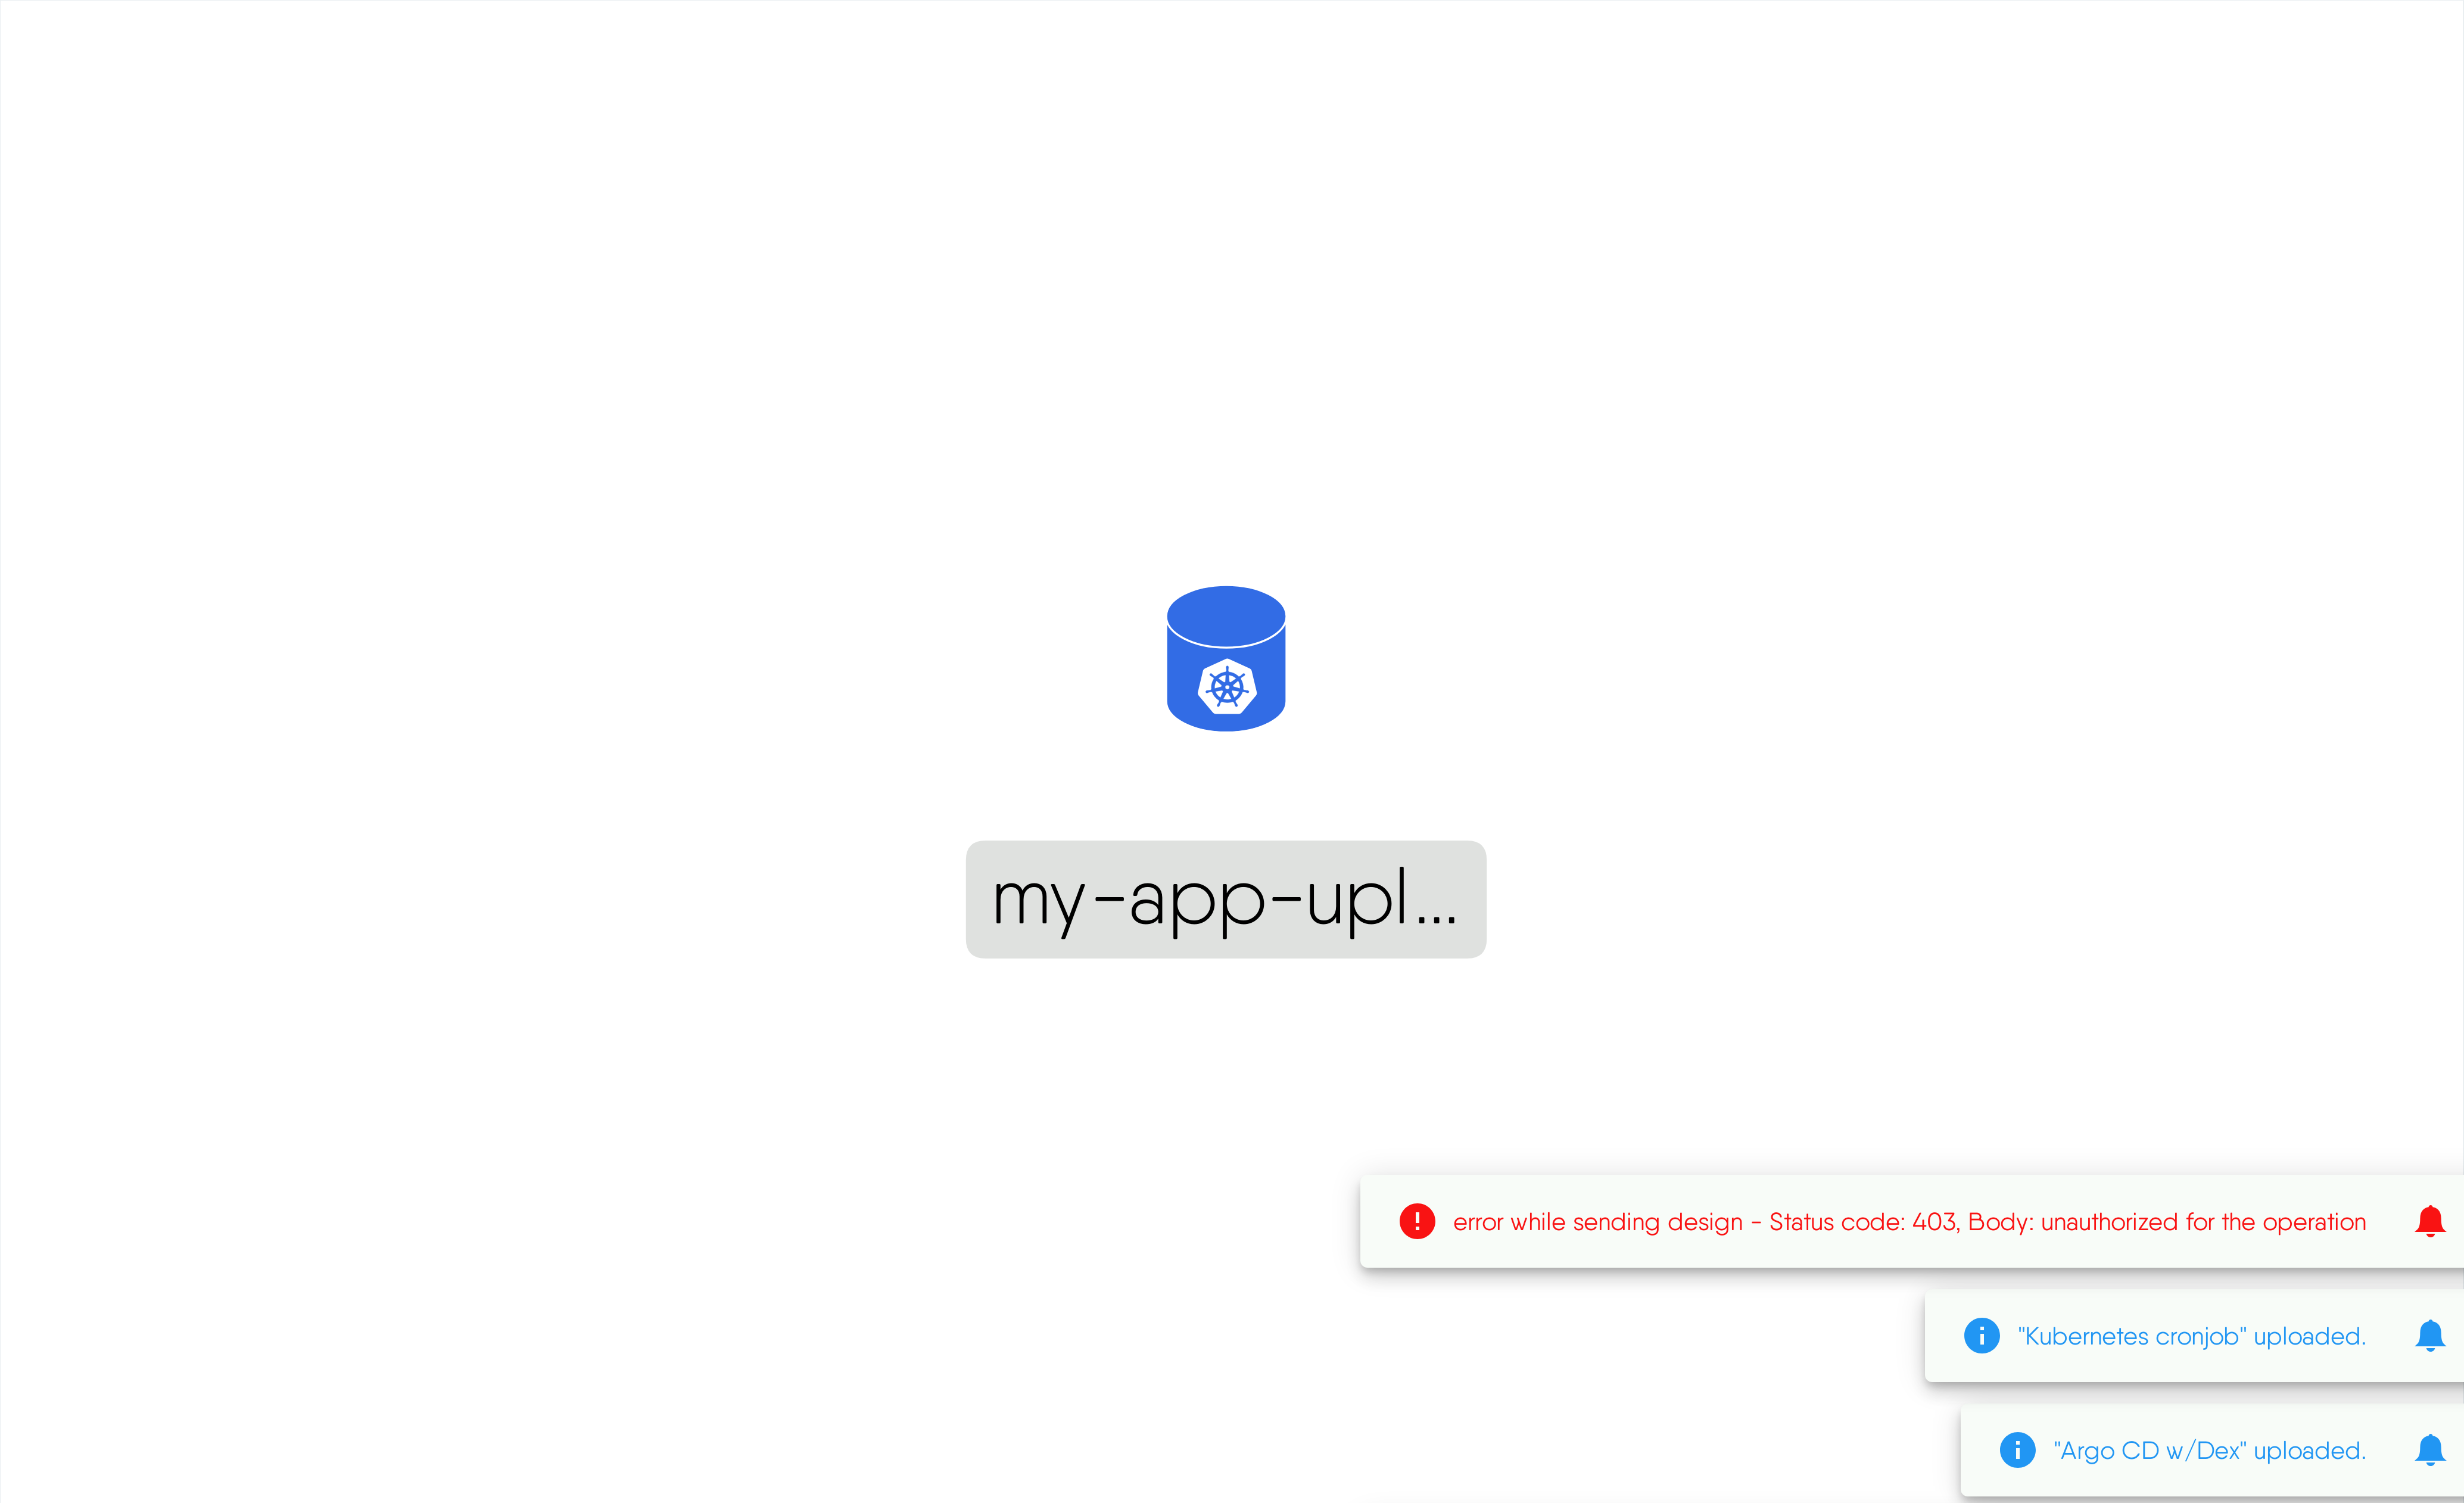 my-app-upl...
error while sending design - Status code: 403, Body: unauthorized for the operation
"Kubernetes cronjob" uploaded.
"Argo CD w/Dex" uploaded.